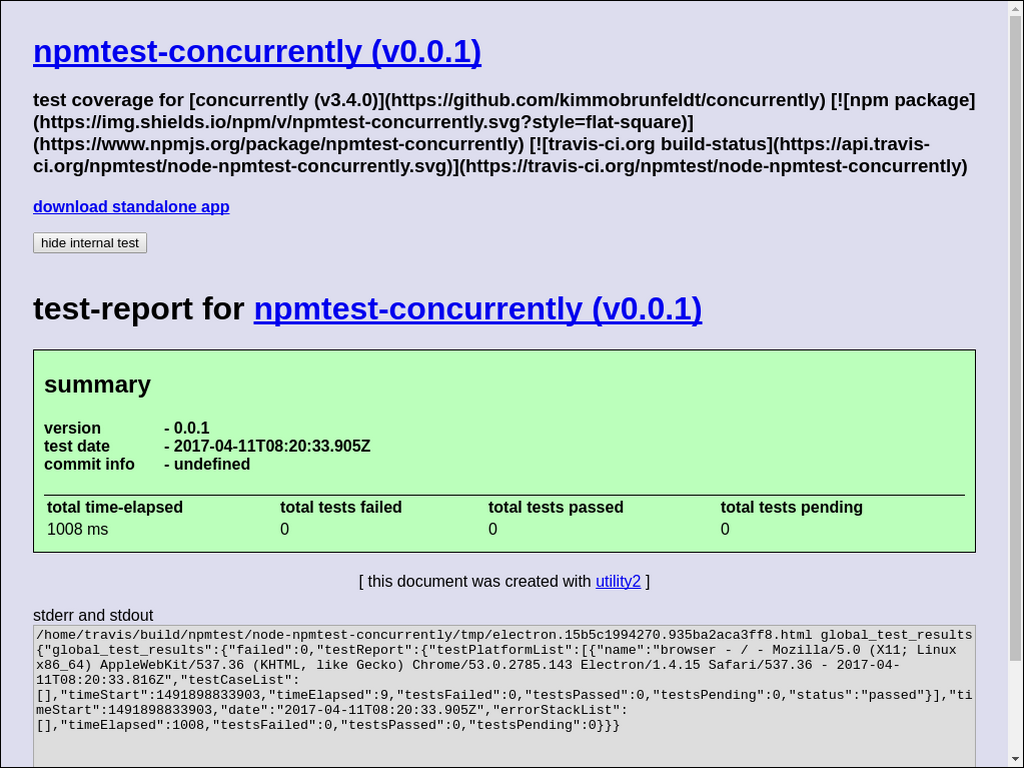 npmtest-concurrently (v0.0.1)
test coverage for [concurrently (v3.4.0)](https://github.com/kimmobrunfeldt/concurrently) [![npm package]
(https://img.shields.io/npm/v/npmtest-concurrently.svg?style=flat-square)]
(https://www.npmjs.org/package/npmtest-concurrently) [![travis-ci.org build-status](https://api.travis-
ci.org/npmtest/node-npmtest-concurrently.svg)](https://travis-ci.org/npmtest/node-npmtest-concurrently)
download standalone app
hide internal test
test-report for npmtest-concurrently (v0.0.1)
summary
version - 0.0.1
test date - 2017-04-11T08:20:33.905Z
commit info - undefined
total time-elapsed total tests failed total tests passed total tests pending
1008 ms 0 0 0
[ this document was created with utility2 ]
stderr and stdout
/home/travis/build/npmtest/node-npmtest-concurrently/tmp/electron.15b5c1994270.935ba2aca3ff8.html global_test_results
{"global_test_results":{"failed":0,"testReport":{"testPlatformList":[{"name":"browser - / - Mozilla/5.0 (X11; Linux
x86_64) AppleWebKit/537.36 (KHTML, like Gecko) Chrome/53.0.2785.143 Electron/1.4.15 Safari/537.36 - 2017-04-
11T08:20:33.816Z","testCaseList":
[],"timeStart":1491898833903,"timeElapsed":9,"testsFailed":0,"testsPassed":0,"testsPending":0,"status":"passed"}],"ti
meStart":1491898833903,"date":"2017-04-11T08:20:33.905Z","errorStackList":
[],"timeElapsed":1008,"testsFailed":0,"testsPassed":0,"testsPending":0}}}